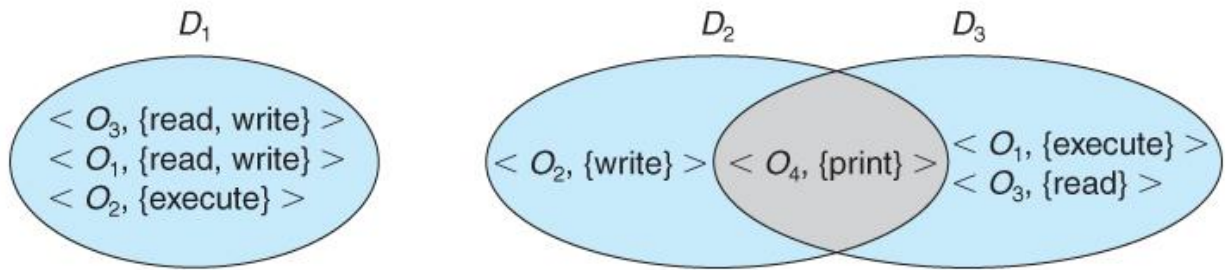 D₁
< O₃, {read, write} >
< O₁, {read, write} >
< O₂, {execute} >
D₂
D₃
< O₂, {write} >
< O₄, {print} >
< O₁, {execute} >
< O₃, {read} >